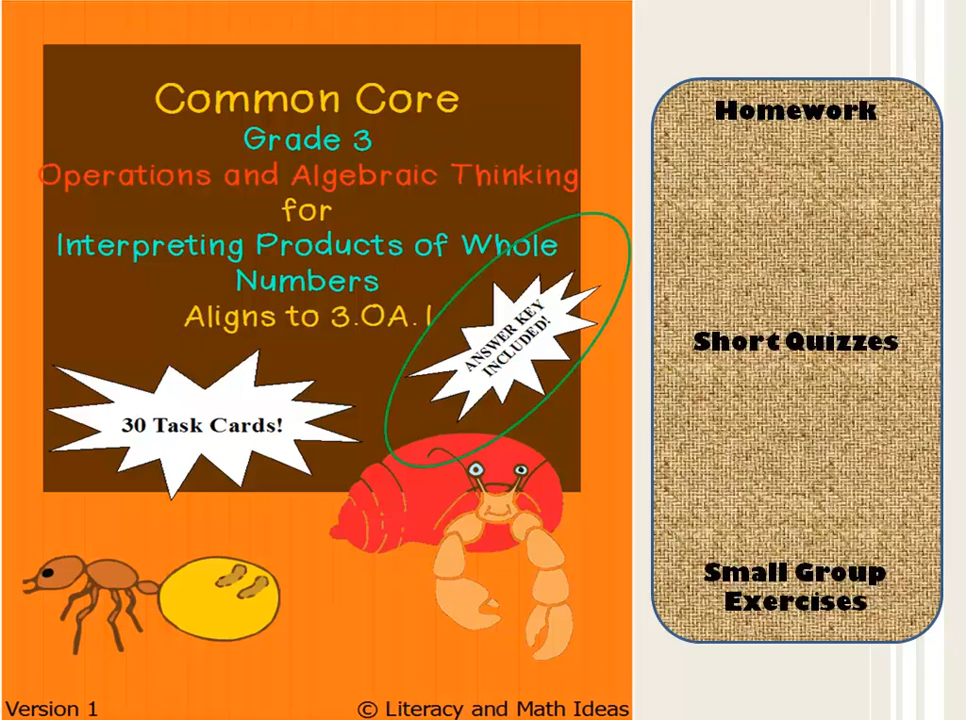 Common Core
Grade 3
Operations and Algebraic Thinking
for
Interpreting Products of Whole
Numbers
Aligns to 3.OA.1
ANSWER KEY
INCLUDED!
30 Task Cards!
Version 1
© Literacy and Math Ideas
Homework
Short Quizzes
Small Group
Exercises